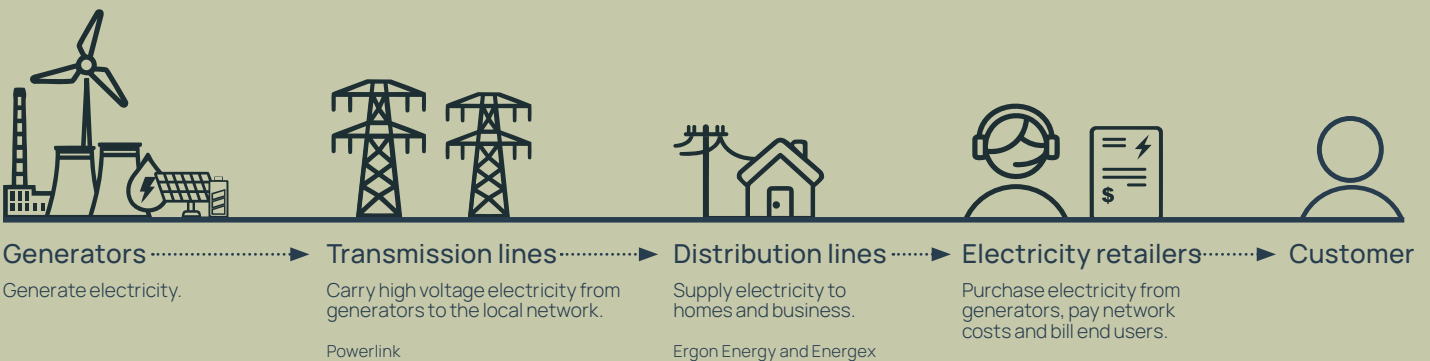 $
Generators
Transmission lines
Distribution lines
Electricity retailers
Customer
Generate electricity.
Carry high voltage electricity from
generators to the local network.
Powerlink
Supply electricity to
homes and business.
Ergon Energy and Energex
Purchase electricity from
generators, pay network
costs and bill end users.